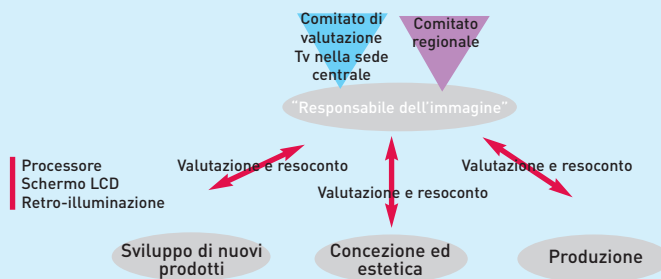 Comitato di
valutazione
Tv nella sede
centrale
Comitato
regionale
"Responsabile dell'immagine"
Processore
Schermo LCD
Retro-illuminazione
Valutazione e resoconto
Valutazione e resoconto
Valutazione e resoconto
Sviluppo di nuovi
prodotti
Concezione ed
estetica
Produzione